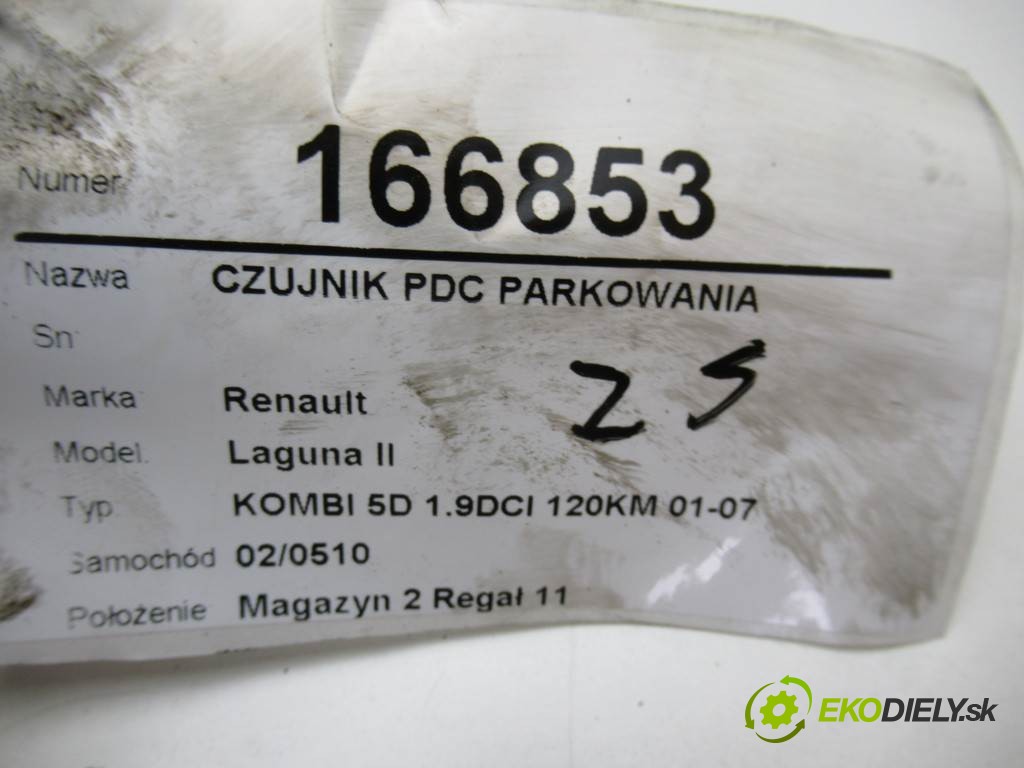 Numer 166853
Nazwa CZUJNIK PDC PARKOWANIA
Sn
Marka Renault
Model Laguna II
Typ KOMBI 5D 1.9DCI 120KM 01-07
Samochód 02/0510
Położenie Magazyn 2 Regał 11
EKODIELY.sk